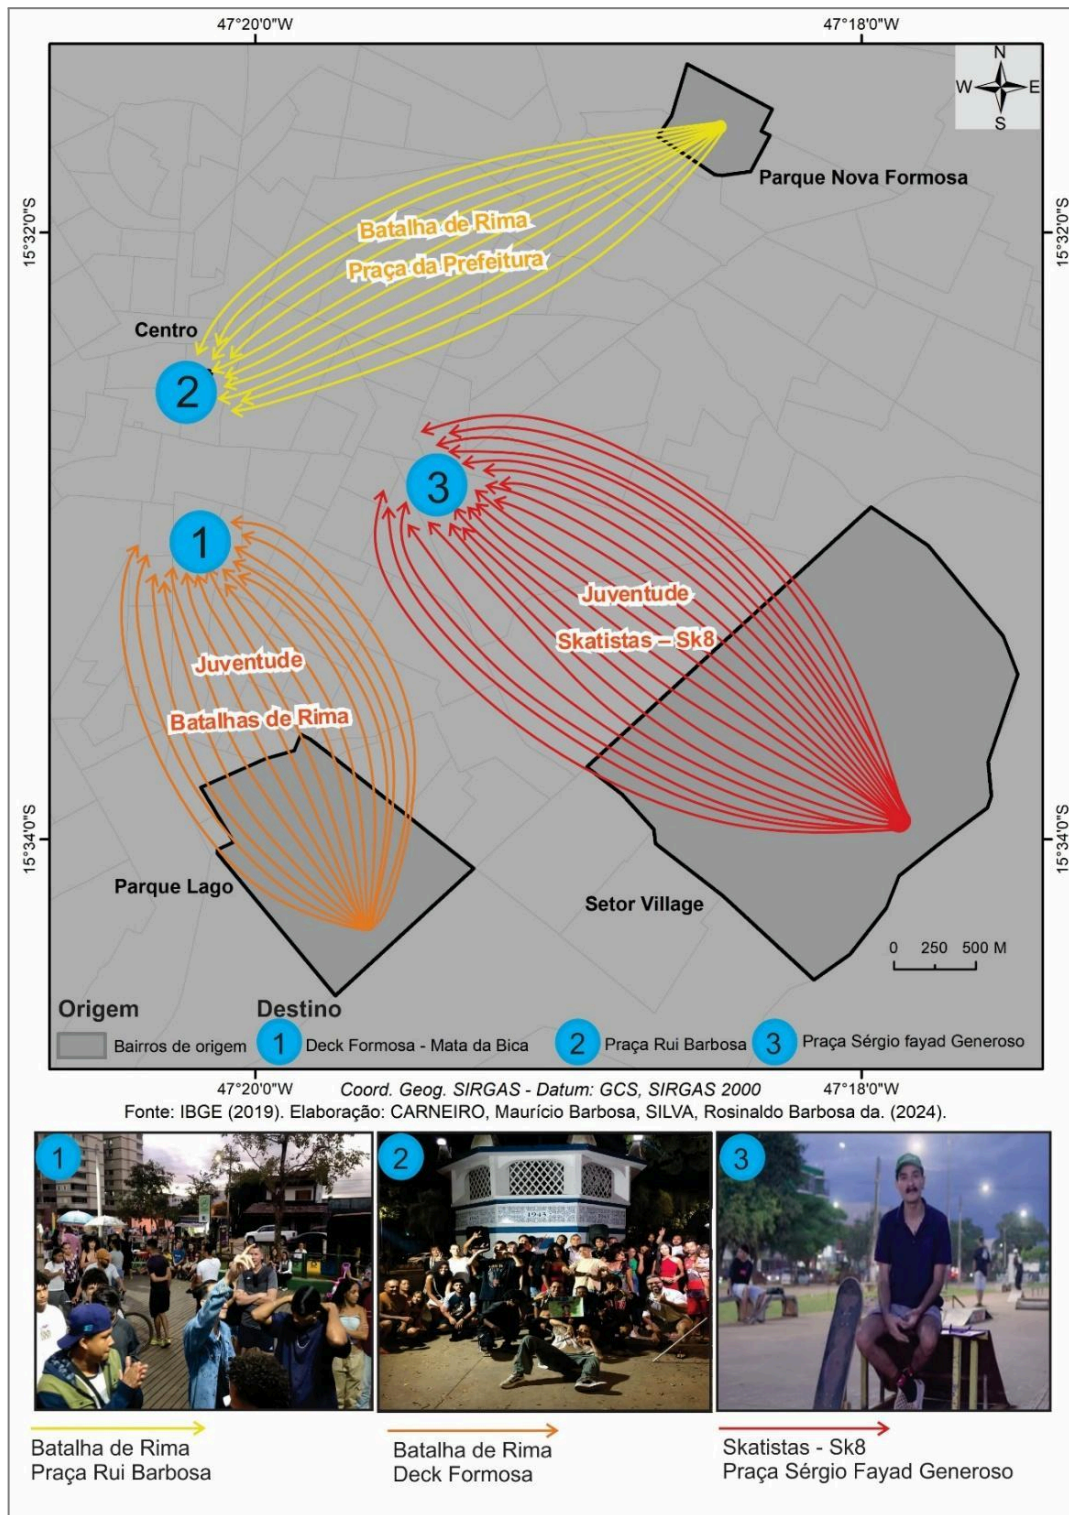 47°20'0"W
47°18'0"W
N
W E
S
Parque Nova Formosa
15°32'0"S
15°32'0"S
Batalha de Rima
Praça da Prefeitura
Centro
2
3
1
Juventude
Skatistas – Sk8
Juventude
Batalhas de Rima
15°34'0"S
15°34'0"S
Parque Lago
Setor Village
0 250 500 M
Origem
Destino
Bairros de origem
1 Deck Formosa - Mata da Bica
2 Praça Rui Barbosa
3 Praça Sérgio fayad Generoso
47°20'0"W
47°18'0"W
Coord. Geog. SIRGAS - Datum: GCS, SIRGAS 2000
Fonte: IBGE (2019). Elaboração: CARNEIRO, Maurício Barbosa, SILVA, Rosinaldo Barbosa da. (2024).
1
2
3
1943
Batalha de Rima
Praça Rui Barbosa
Batalha de Rima
Deck Formosa
Skatistas - Sk8
Praça Sérgio Fayad Generoso